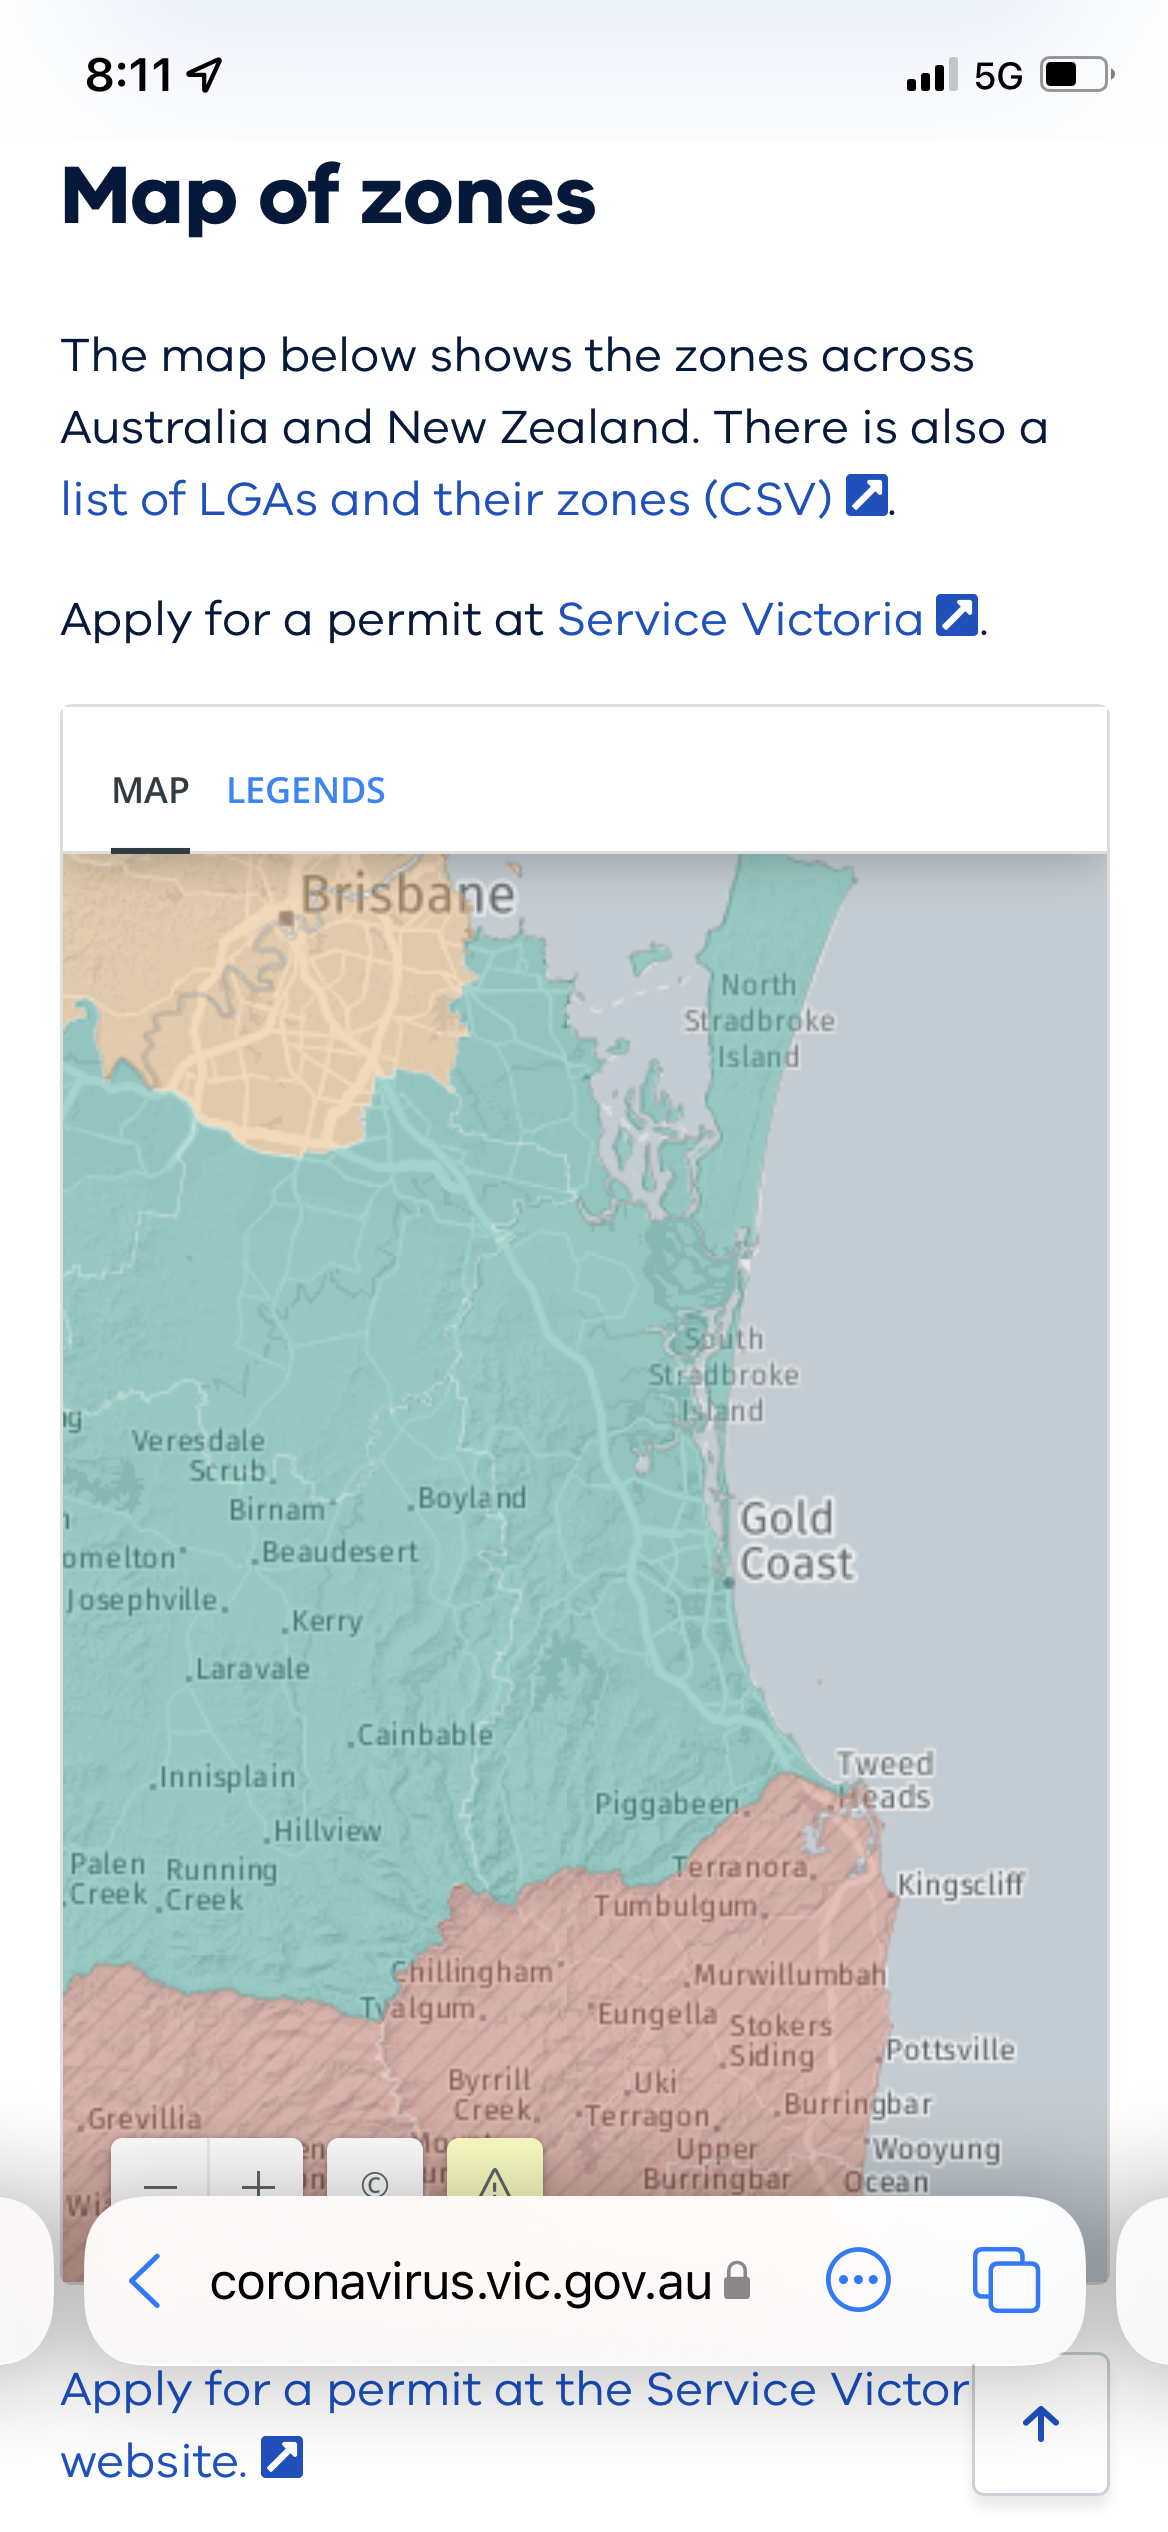 8:11
5G
Map of zones
The map below shows the zones across
Australia and New Zealand. There is also a
list of LGAs and their zones (CSV).
Apply for a permit at Service Victoria.
MAP LEGENDS
Brisbane
North
Stradbroke
Island
South
Stradbroke
Island
Veresdale
Scrub
Birnam
Boyland
Gold
Coast
omelton
Beaudesert
Josephville
Kerry
Laravale
Cainbable
Innisplain
Tweed
Heads
Piggabeen
Hillview
Palen
Creek
Running
Creek
Terranora
Kingscliff
Tumbulgum
Chillingham
Murwillumbah
Tyalgum
Eungella
Stokers
Siding
Pottsville
Byrrill
Creek
Uki
Terragon
Burringbar
Grevillia
Upper
Burringbar
Wooyung
Ocean
©
coronavirus.vic.gov.au
Apply for a permit at the Service Victor
website.